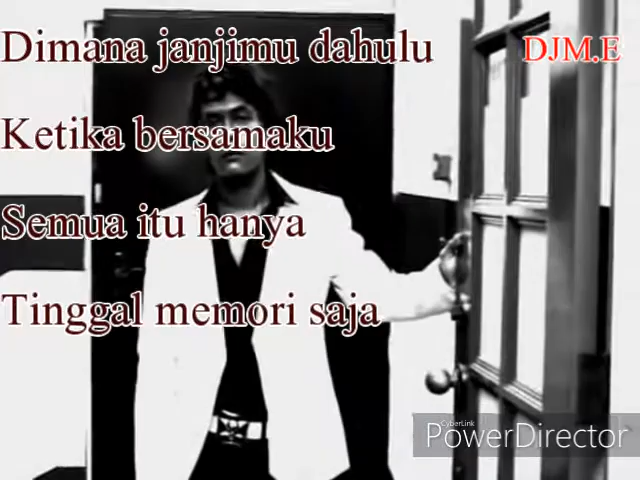 Dimana janjimu dahulu
DJM.E
Ketika bersamaku
Semua itu hanya
Tinggal memori saja
CyberLink
PowerDirector